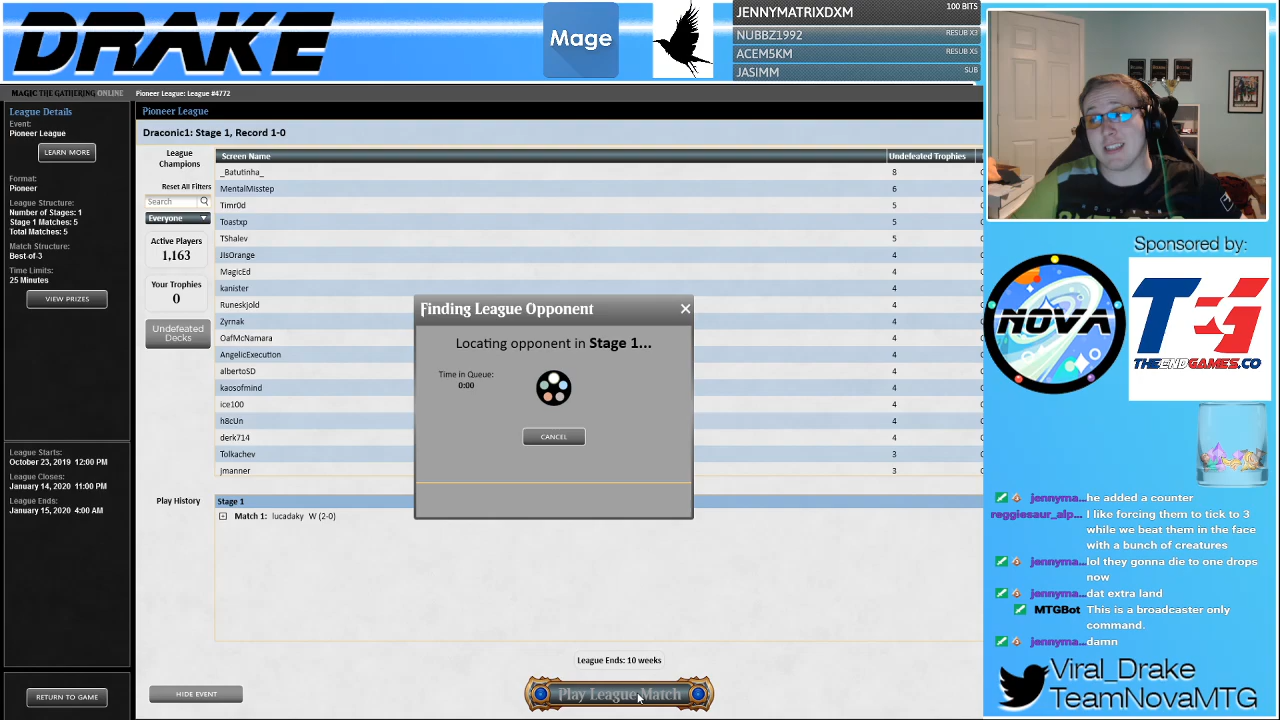 DRAKE
Mage
JENNYMATRIXDXM 100 BITS
NUBBZ1992 RESUB X3
ACEM5KM RESUB X5
JASIMM SUB
MAGIC THE GATHERING ONLINE
Pioneer League: League #4772
League Details
Event:
Pioneer League
LEARN MORE
Format:
Pioneer
League Structure:
Number of Stages: 1
Stage 1 Matches: 5
Total Matches: 5
Match Structure:
Best-of-3
Time Limits:
25 Minutes
VIEW PRIZES
League Starts:
October 23, 2019 12:00 PM
League Closes:
January 14, 2020 11:00 PM
League Ends:
January 15, 2020 4:00 AM
RETURN TO GAME
Pioneer League
Draconic1: Stage 1, Record 1-0
League
Champions
Reset All Filters
Search
Everyone
Active Players
1,163
Your Trophies
0
Undefeated
Decks
Screen Name Undefeated Trophies
_Batutinha_ 8
MentalMisstep 6
Timr0d 5
Toastxp 5
TShalev 5
JIsOrange 4
MagicEd 4
kanister 4
Runeskjold 4
Zyrnak 4
OafMcNamara 4
AngelicExecution 4
albertoSD 4
kaosofmind 4
ice100 4
h8cUn 4
derk714 4
Tolkachev 3
jmanner 3
Finding League Opponent
Locating opponent in Stage 1...
Time in Queue:
0:00
CANCEL
Play History
Stage 1
Match 1: lucadaky W (2-0)
League Ends: 10 weeks
HIDE EVENT
Play League Match
Sponsored by:
NOVA
TEG
THEENDGAMES.CO
jennyma... he added a counter
reggiesaur_alp... I like forcing them to tick to 3
while we beat them in the face
with a bunch of creatures
jennyma... lol they gonna die to one drops
now
jennyma... dat extra land
MTGBot This is a broadcaster only
command.
jennyma... damn
Viral_Drake
TeamNovaMTG